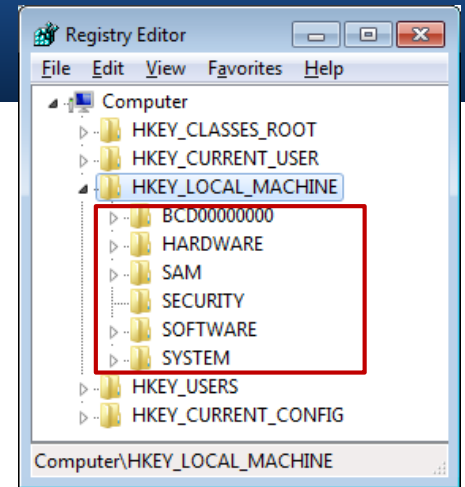 Registry Editor
File Edit View Favorites Help
Computer
HKEY_CLASSES_ROOT
HKEY_CURRENT_USER
HKEY_LOCAL_MACHINE
BCD00000000
HARDWARE
SAM
SECURITY
SOFTWARE
SYSTEM
HKEY_USERS
HKEY_CURRENT_CONFIG
Computer\HKEY_LOCAL_MACHINE